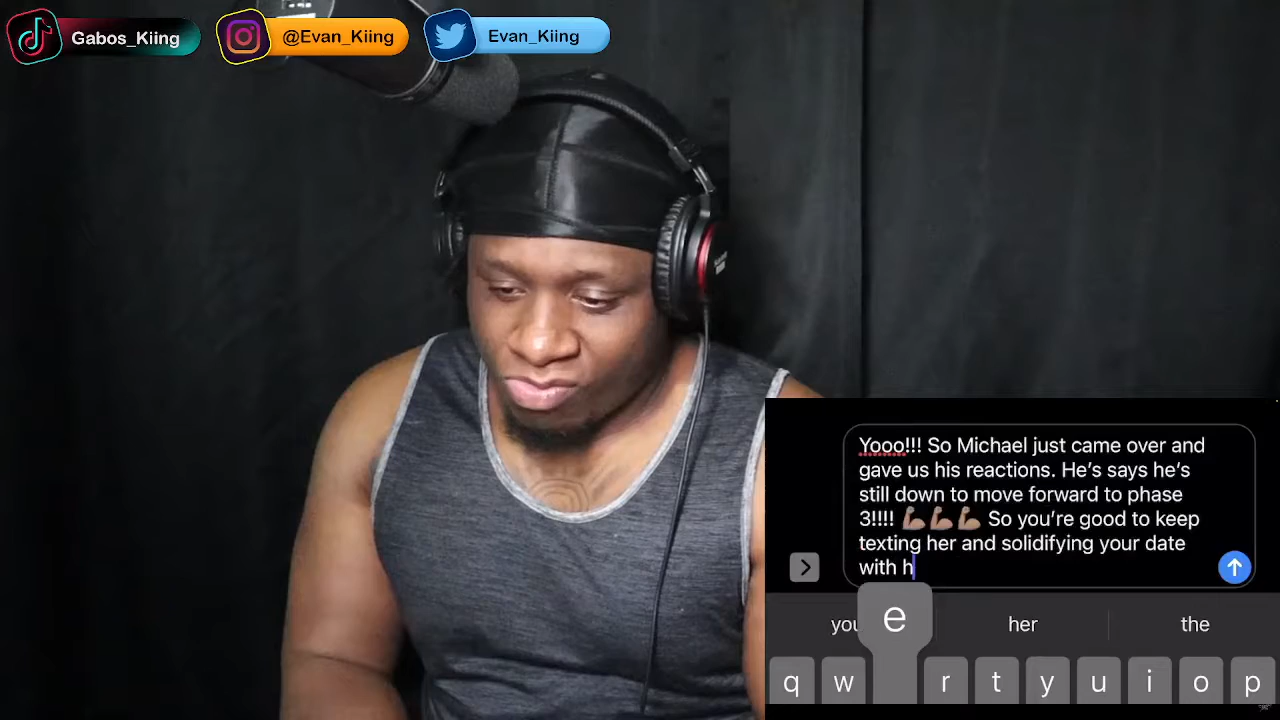 Gabos_Kiing
@Evan_Kiing
Evan_Kiing
Yooo!!! So Michael just came over and
gave us his reactions. He's says he's
still down to move forward to phase
3!!!! 💪🏽💪🏽💪🏽 So you're good to keep
texting her and solidifying your date
with h
you
e
her
the
q w r t y u i o p